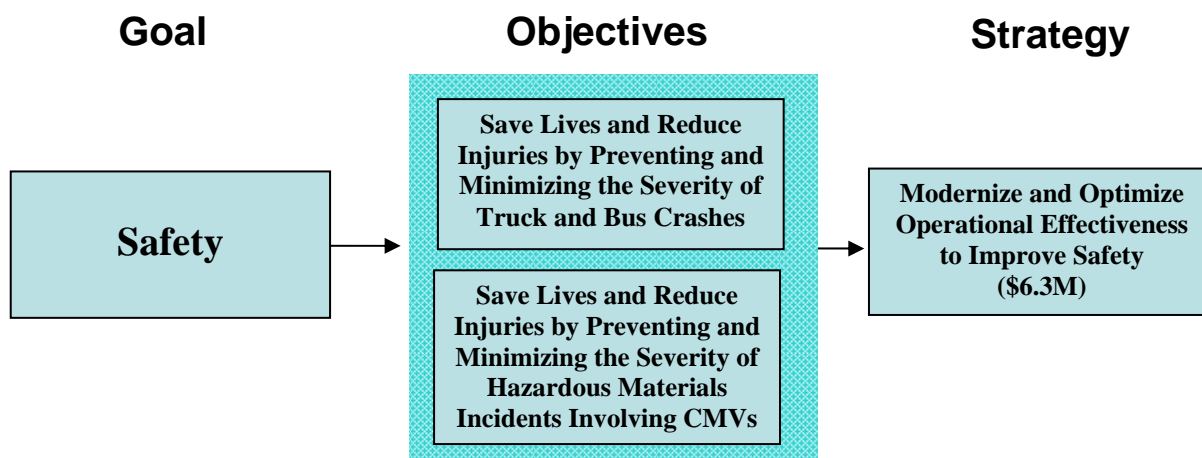 Goal
Objectives
Strategy
Safety
Save Lives and Reduce
Injuries by Preventing and
Minimizing the Severity of
Truck and Bus Crashes
Save Lives and Reduce
Injuries by Preventing and
Minimizing the Severity of
Hazardous Materials
Incidents Involving CMVs
Modernize and Optimize
Operational Effectiveness
to Improve Safety
($6.3M)